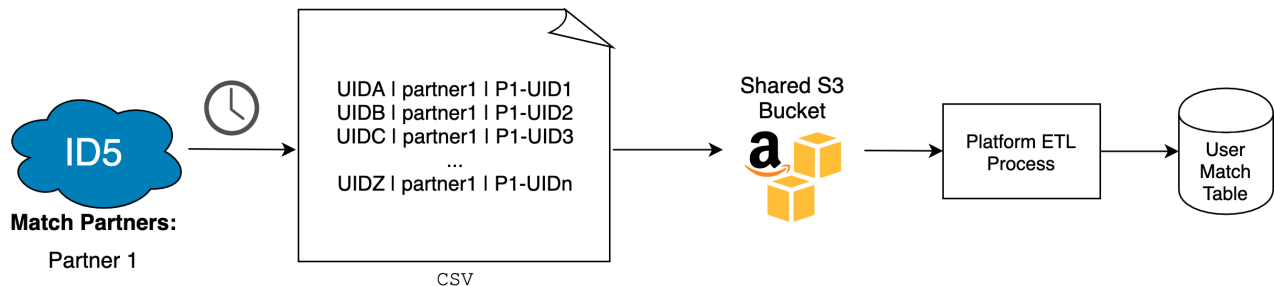 ID5
Match Partners:
Partner 1
UIDA | partner1 | P1-UID1
UIDB | partner1 | P1-UID2
UIDC | partner1 | P1-UID3
...
UIDZ | partner1 | P1-UIDn
CSV
Shared S3
Bucket
a
Platform ETL
Process
User
Match
Table